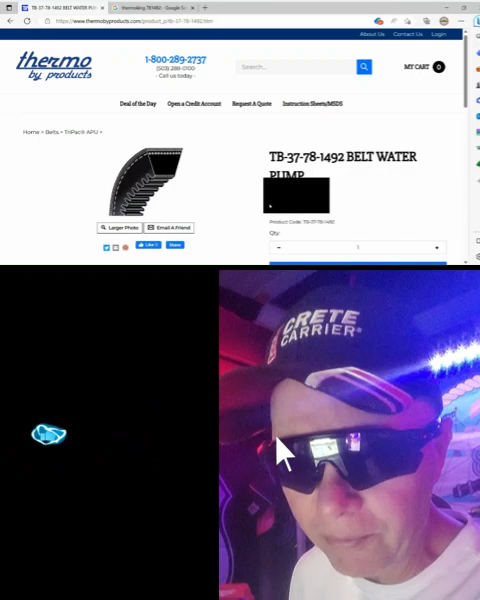 TB-37-78-1492 BELT WATER PUM
thermoking 781492 - Google Se
https://www.thermobyproducts.com/product_p/tb-37-78-1492.htm
About Us Contact Us Login
thermo
by products
1-800-289-2737
- Call us today -
Search...
MY CART 0
Deal of the Day Open a Credit Account Request A Quote Instruction Sheets/MSDS
Home > Belts > TriPac® APU >
TB-37-78-1492 BELT WATER
PUMP
Larger Photo Email A Friend
Product Code: TB-37-78-1492
Qty:
Like 0 Share
- 1 +
CRETE
CARRIER